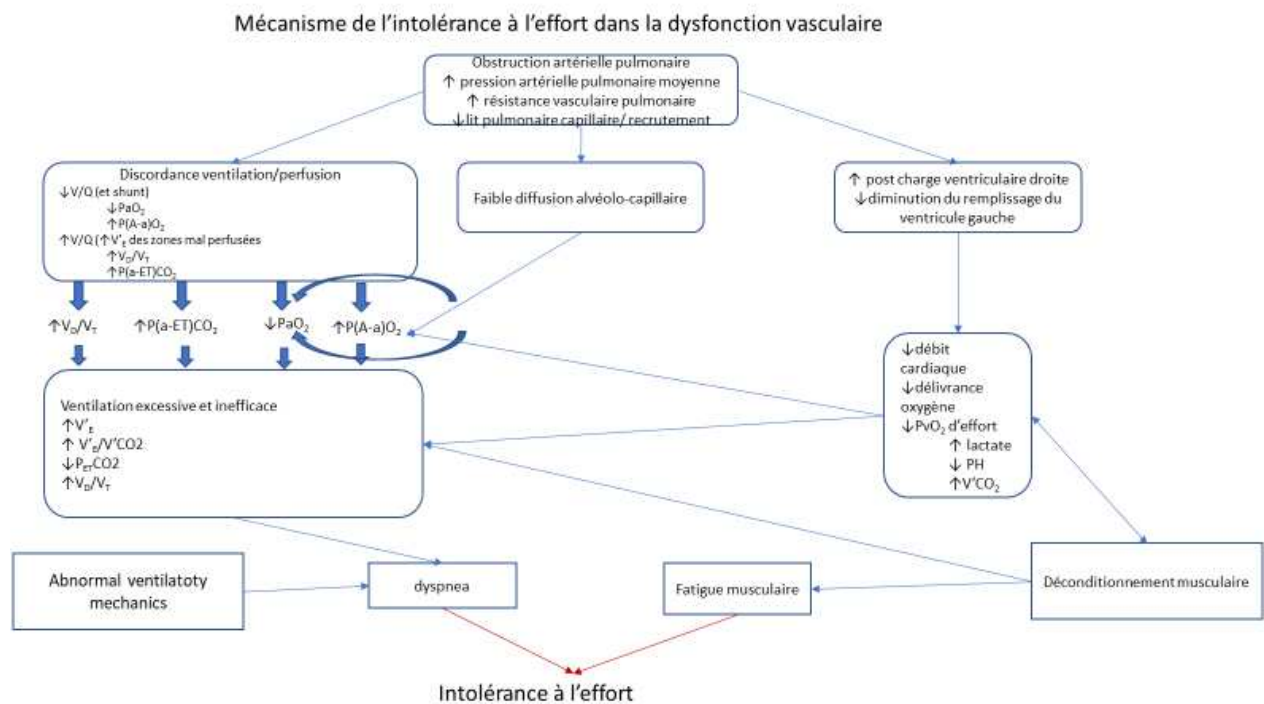 Mécanisme de l'intolérance à l'effort dans la dysfonction vasculaire
Obstruction artérielle pulmonaire
↑ pression artérielle pulmonaire moyenne
↑ résistance vasculaire pulmonaire
↓lit pulmonaire capillaire/ recrutement
Discordance ventilation/perfusion
↓V/Q (et shunt)
↓PaO₂
↑P(A-a)O₂
↑V/Q (↑V'E des zones mal perfusées
↑VD/VT
↑P(a-ET)CO₂
Faible diffusion alvéolo-capillaire
↑ post charge ventriculaire droite
↓diminution du remplissage du
ventricule gauche
↑VD/VT
↑P(a-ET)CO₂
↓PaO₂
↑P(A-a)O₂
↓débit
cardiaque
↓délivrance
oxygène
↓PvO₂ d'effort
↑ lactate
↓ PH
↑V'CO₂
Ventilation excessive et inefficace
↑V'E
↑ V'E/V'CO2
↓PETCO2
↑VD/VT
Abnormal ventilatoty
mechanics
dyspnea
Fatigue musculaire
Déconditionnement musculaire
Intolérance à l'effort